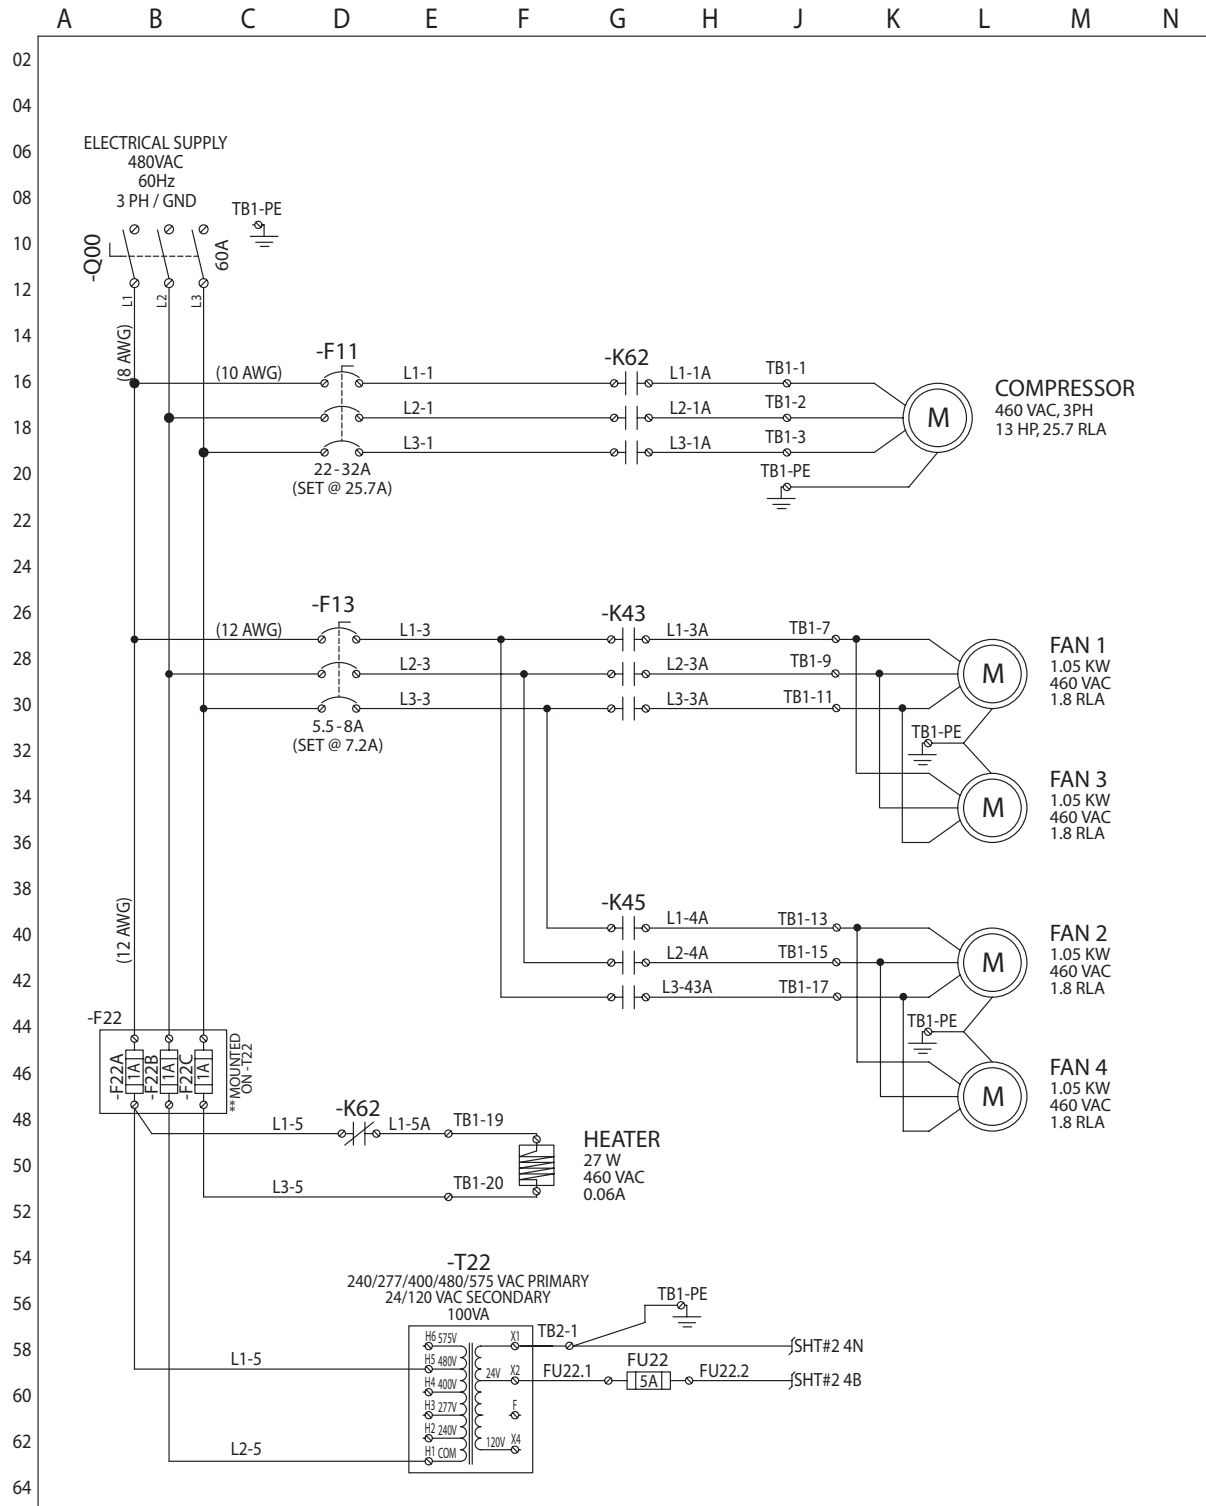 A B C D E F G H J K L M N
02
04
06
08
10
12
14
16
18
20
22
24
26
28
30
32
34
36
38
40
42
44
46
48
50
52
54
56
58
60
62
64
ELECTRICAL SUPPLY
480VAC
60Hz
3 PH / GND
TB1-PE
-Q00
60A
L1
L2
L3
(8 AWG)
(10 AWG)
-F11
L1-1
L2-1
L3-1
22-32A
(SET @ 25.7A)
-K62
L1-1A
L2-1A
L3-1A
TB1-1
TB1-2
TB1-3
TB1-PE
M
COMPRESSOR
460 VAC, 3PH
13 HP, 25.7 RLA
(12 AWG)
-F13
L1-3
L2-3
L3-3
5.5-8A
(SET @ 7.2A)
-K43
L1-3A
L2-3A
L3-3A
TB1-7
TB1-9
TB1-11
TB1-PE
M
FAN 1
1.05 KW
460 VAC
1.8 RLA
M
FAN 3
1.05 KW
460 VAC
1.8 RLA
(12 AWG)
-K45
L1-4A
L2-4A
L3-43A
TB1-13
TB1-15
TB1-17
TB1-PE
M
FAN 2
1.05 KW
460 VAC
1.8 RLA
M
FAN 4
1.05 KW
460 VAC
1.8 RLA
-F22
-F22A
1A
-F22B
1A
-F22C
1A
**MOUNTED
ON -T22
L1-5
-K62
L1-5A
TB1-19
L3-5
TB1-20
HEATER
27 W
460 VAC
0.06A
-T22
240/277/400/480/575 VAC PRIMARY
24/120 VAC SECONDARY
100VA
H6 575V
H5 480V
H4 400V
H3 277V
H2 240V
H1 COM
X1
24V X2
F
120V X4
L1-5
L2-5
TB2-1
TB1-PE
SHT#2 4N
FU22.1
FU22
5A
FU22.2
SHT#2 4B